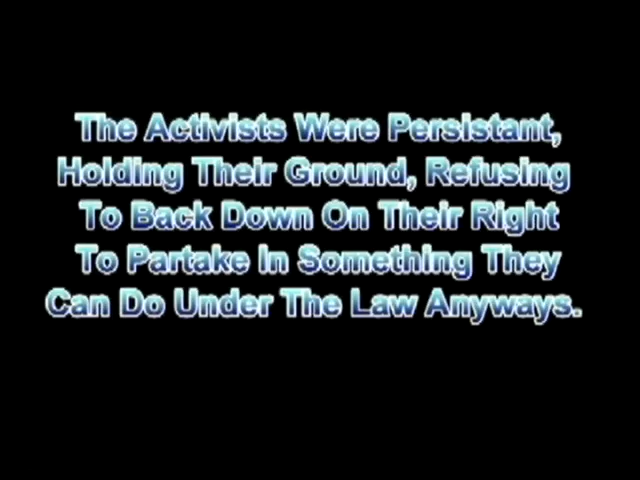 The Activists Were Persistant,
Holding Their Ground, Refusing
To Back Down On Their Right
To Partake In Something They
Can Do Under The Law Anyways.